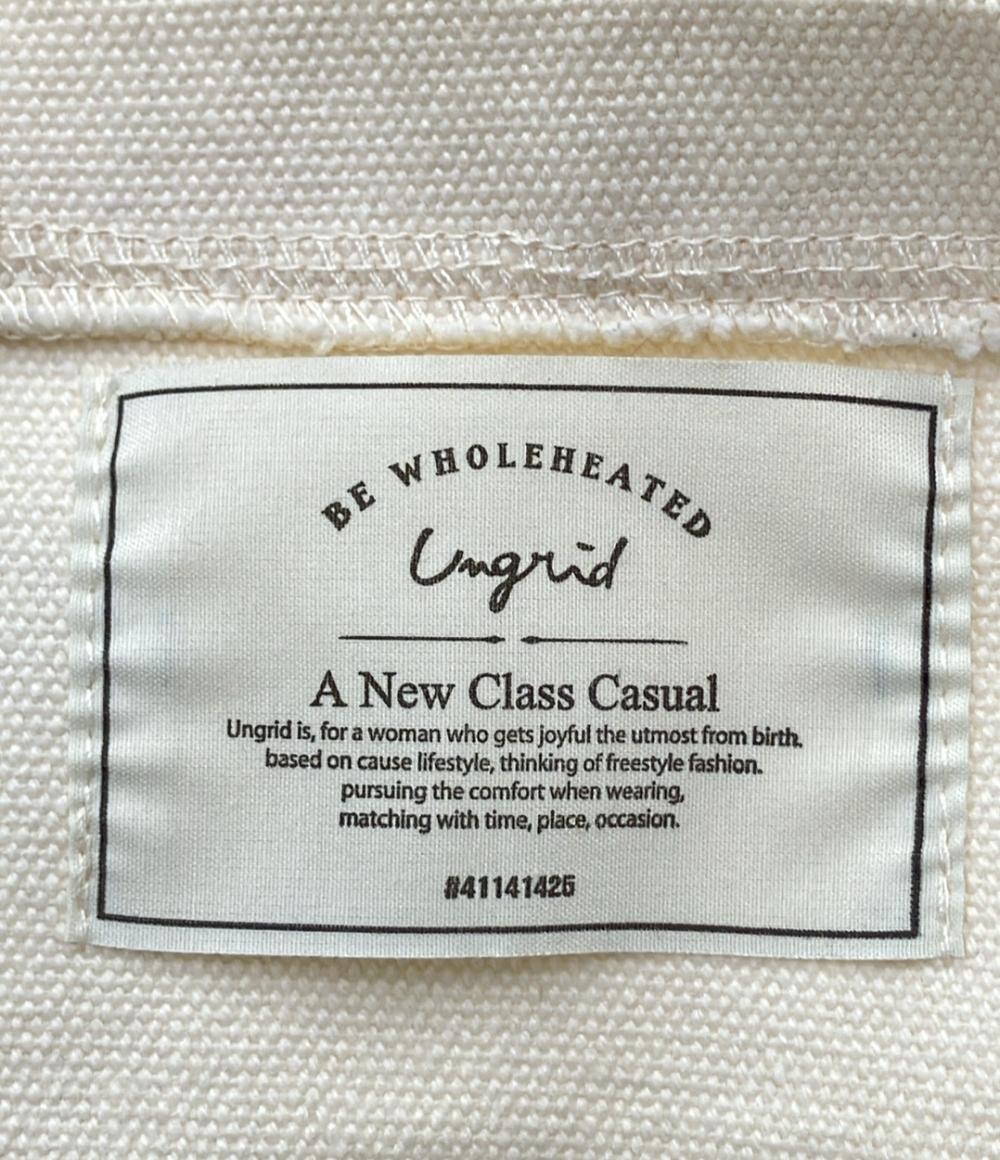 BE WHOLEHEATED
Ungrid
A New Class Casual
Ungrid is, for a woman who gets joyful the utmost from birth.
based on cause lifestyle, thinking of freestyle fashion.
pursuing the comfort when wearing,
matching with time, place, occasion.
#41141425